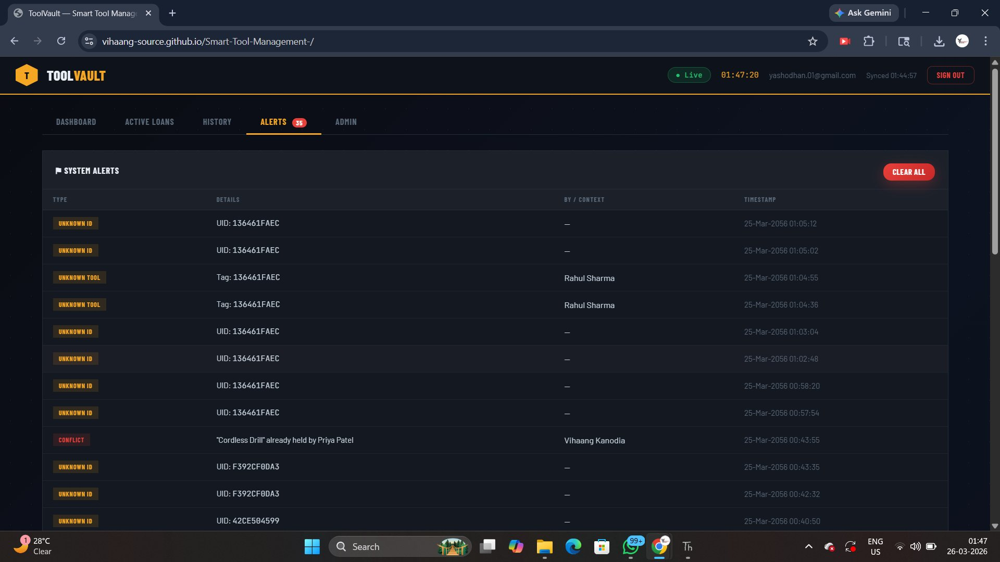 ToolVault — Smart Tool Manag
Ask Gemini
vihaang-source.github.io/Smart-Tool-Management-/
T
TOOLVAULT
Live
01:47:20
yashodhan.01@gmail.com
Synced 01:44:57
SIGN OUT
DASHBOARD
ACTIVE LOANS
HISTORY
ALERTS 35
ADMIN
SYSTEM ALERTS
CLEAR ALL
TYPE DETAILS BY / CONTEXT TIMESTAMP
UNKNOWN ID UID: 136461FAEC — 25-Mar-2056 01:05:12
UNKNOWN ID UID: 136461FAEC — 25-Mar-2056 01:05:02
UNKNOWN TOOL Tag: 136461FAEC Rahul Sharma 25-Mar-2056 01:04:55
UNKNOWN TOOL Tag: 136461FAEC Rahul Sharma 25-Mar-2056 01:04:36
UNKNOWN ID UID: 136461FAEC — 25-Mar-2056 01:03:04
UNKNOWN ID UID: 136461FAEC — 25-Mar-2056 01:02:48
UNKNOWN ID UID: 136461FAEC — 25-Mar-2056 00:58:20
UNKNOWN ID UID: 136461FAEC — 25-Mar-2056 00:57:54
CONFLICT "Cordless Drill" already held by Priya Patel Vihaang Kanodia 25-Mar-2056 00:43:55
UNKNOWN ID UID: F392CF0DA3 — 25-Mar-2056 00:43:35
UNKNOWN ID UID: F392CF0DA3 — 25-Mar-2056 00:42:32
UNKNOWN ID UID: 42CE504599 — 25-Mar-2056 00:40:50
1
28°C
Clear
Search
99+
Th
ENG
US
01:47
26-03-2026